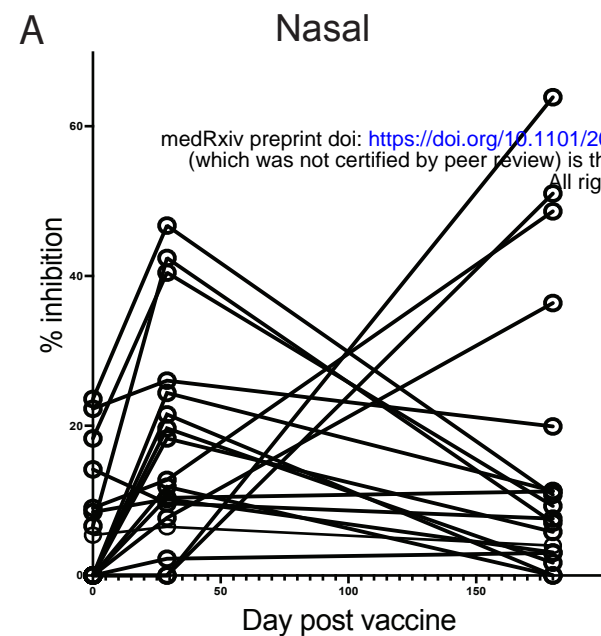 A
Nasal
60
medRxiv preprint doi: https://doi.org/10.1101/20
(which was not certified by peer review) is th
All rig
% inhibition
40
20
0
0 50 100 150
Day post vaccine